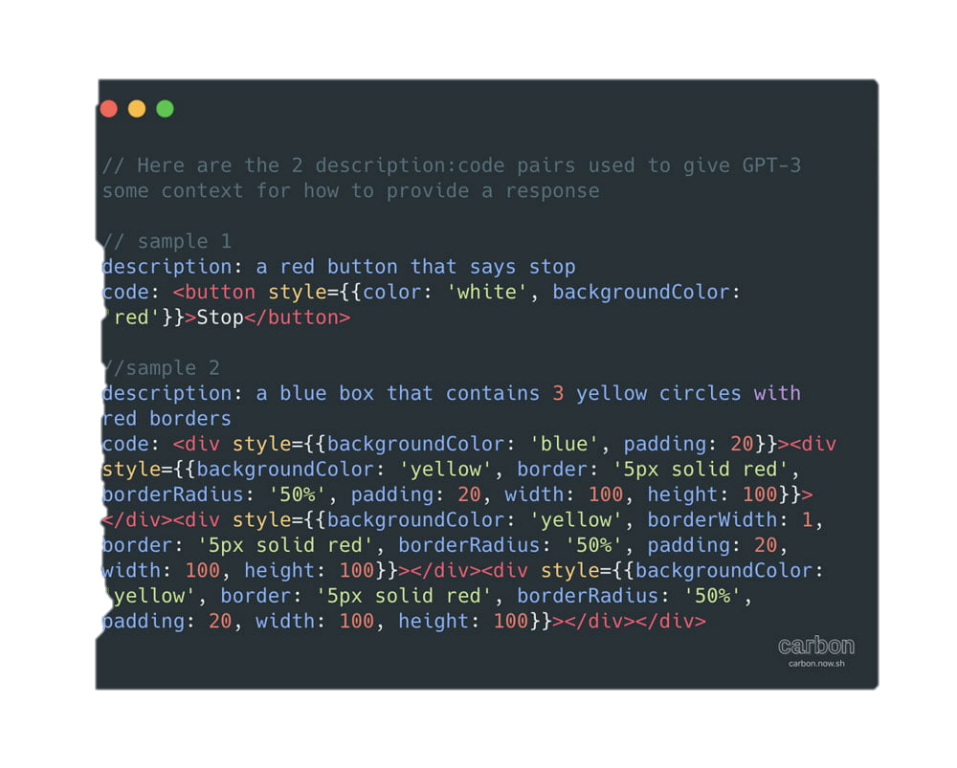 // Here are the 2 description:code pairs used to give GPT-3
some context for how to provide a response
// sample 1
description: a red button that says stop
code: <button style={{color: 'white', backgroundColor:
'red'}}>Stop</button>
//sample 2
description: a blue box that contains 3 yellow circles with
red borders
code: <div style={{backgroundColor: 'blue', padding: 20}}><div
style={{backgroundColor: 'yellow', border: '5px solid red',
borderRadius: '50%', padding: 20, width: 100, height: 100}}>
</div><div style={{backgroundColor: 'yellow', borderWidth: 1,
border: '5px solid red', borderRadius: '50%', padding: 20,
width: 100, height: 100}}></div><div style={{backgroundColor:
'yellow', border: '5px solid red', borderRadius: '50%',
padding: 20, width: 100, height: 100}}></div></div>
carbon
carbon.now.sh